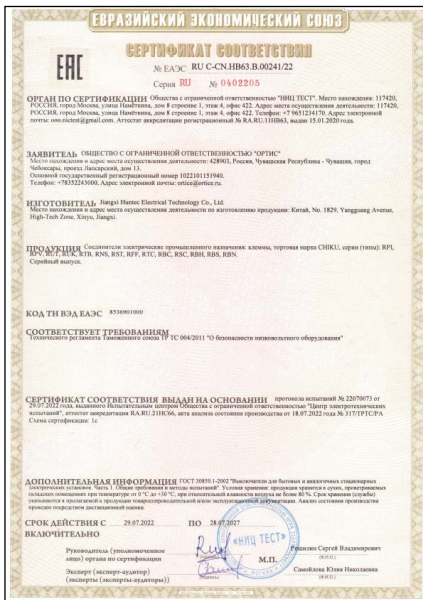 ЕВРАЗИЙСКИЙ ЭКОНОМИЧЕСКИЙ СОЮЗ
СЕРТИФИКАТ СООТВЕТСТВИЯ
ЕАС
№ ЕАЭС RU С-CN.НВ63.В.00241/22
Серия RU № 0402205
ОРГАН ПО СЕРТИФИКАЦИИ Общества с ограниченной ответственностью "НИЦ ТЕСТ". Место нахождения: 117420,
РОССИЯ, город Москва, улица Намёткина, дом 8 строение 1, этаж 4, офис 422. Адрес места осуществления деятельности: 117420,
РОССИЯ, город Москва, улица Намёткина, дом 8 строение 1, этаж 4, офис 422. Телефон: +7 9651234170. Адрес электронной
почты: ooo.nictest@gmail.com. Аттестат аккредитации регистрационный № RA.RU.11НВ63, выдан 15.01.2020 года.
ЗАЯВИТЕЛЬ ОБЩЕСТВО С ОГРАНИЧЕННОЙ ОТВЕТСТВЕННОСТЬЮ "ОРТИС"
Место нахождения и адрес места осуществления деятельности: 428903, Россия, Чувашская Республика - Чувашия, город
Чебоксары, проезд Лапсарский, дом 13.
Основной государственный регистрационный номер 1022101151940.
Телефон: +78352243000, Адрес электронной почты: ortice@ortice.ru.
ИЗГОТОВИТЕЛЬ Jiangxi Huntec Electrical Technology Co., Ltd.
Место нахождения и адрес места осуществления деятельности по изготовлению продукции: Китай, No. 1829, Yangguang Avenue,
High-Tech Zone, Xinyu, Jiangxi.
ПРОДУКЦИЯ Соединители электрические промышленного назначения: клеммы, торговая марка CHIKU, серии (типы): RPI,
RPV, RUT, RUK, RTB, RNS, RST, RFF, RTC, RBC, RSC, RBH, RBS, RBN.
Серийный выпуск.
КОД ТН ВЭД ЕАЭС 8536901000
СООТВЕТСТВУЕТ ТРЕБОВАНИЯМ
Технического регламента Таможенного союза ТР ТС 004/2011 "О безопасности низковольтного оборудования"
СЕРТИФИКАТ СООТВЕТСТВИЯ ВЫДАН НА ОСНОВАНИИ протокола испытаний № 22070073 от
29.07.2022 года, выданного Испытательным центром Общества с ограниченной ответственностью "Центр электротехнических
испытаний", аттестат аккредитации RA.RU.21НС66, акта анализа состояния производства от 18.07.2022 года № 317/ТРТС/РА
Схема сертификации: 1с
ДОПОЛНИТЕЛЬНАЯ ИНФОРМАЦИЯ ГОСТ 30850.1-2002 "Выключатели для бытовых и аналогичных стационарных
электрических установок. Часть 1. Общие требования и методы испытаний". Условия хранения: продукция хранится в сухих, проветриваемых
складских помещениях при температуре от 0 °C до +30 °C, при относительной влажности воздуха не более 80 %. Срок хранения (службы)
указывается в прилагаемой к продукции товаросопроводительной и/или эксплуатационной документации. Анализ состояния производства
проведен посредством дистанционной оценки.
СРОК ДЕЙСТВИЯ С 29.07.2022 ПО 28.07.2027
ВКЛЮЧИТЕЛЬНО
«НИЦ ТЕСТ»
Руководитель (уполномоченное
лицо) органа по сертификации
(подпись)
М.П.
Сергей Владимирович
(Ф.И.О.)
Эксперт (эксперт-аудитор)
(эксперты (эксперты-аудиторы))
(подпись)
Самойлова Юлия Николаевна
(Ф.И.О.)